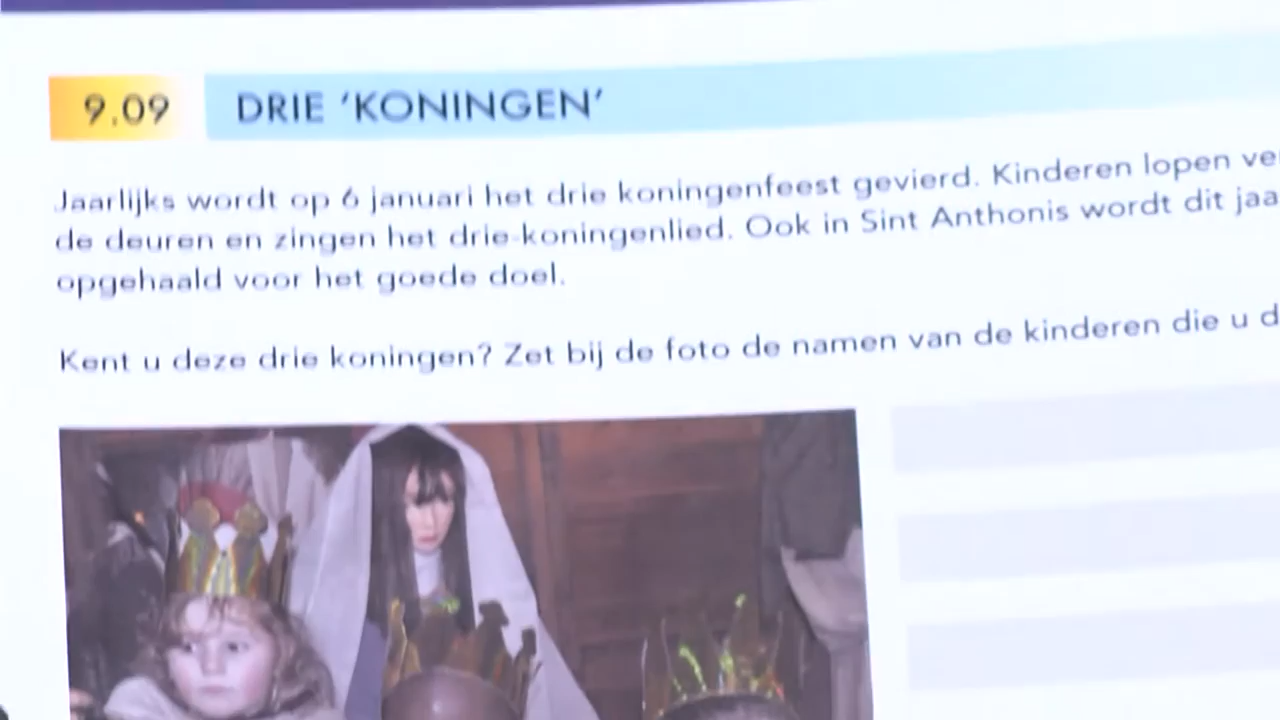 9.09 DRIE ‘KONINGEN’
Jaarlijks wordt op 6 januari het drie koningenfeest gevierd. Kinderen lopen
de deuren en zingen het drie-koningenlied. Ook in Sint Anthonis wordt dit
opgehaald voor het goede doel.
Kent u deze drie koningen? Zet bij de foto de namen van de kinderen die u